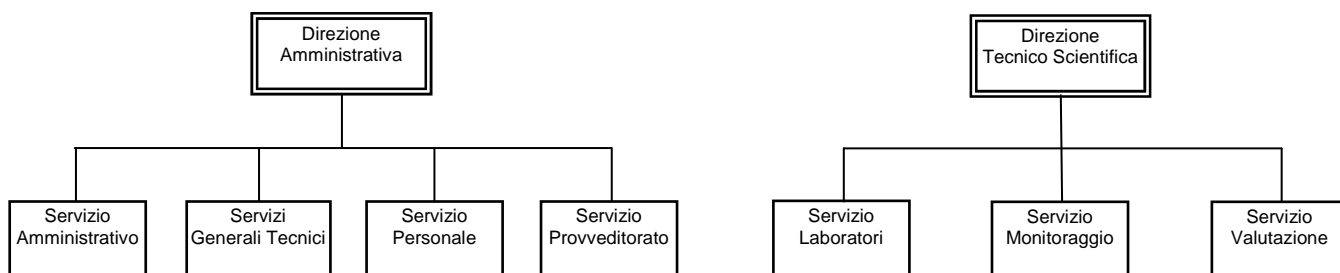 Direzione
Amministrativa
Direzione
Tecnico Scientifica
Servizio
Amministrativo
Servizi
Generali Tecnici
Servizio
Personale
Servizio
Provveditorato
Servizio
Laboratori
Servizio
Monitoraggio
Servizio
Valutazione